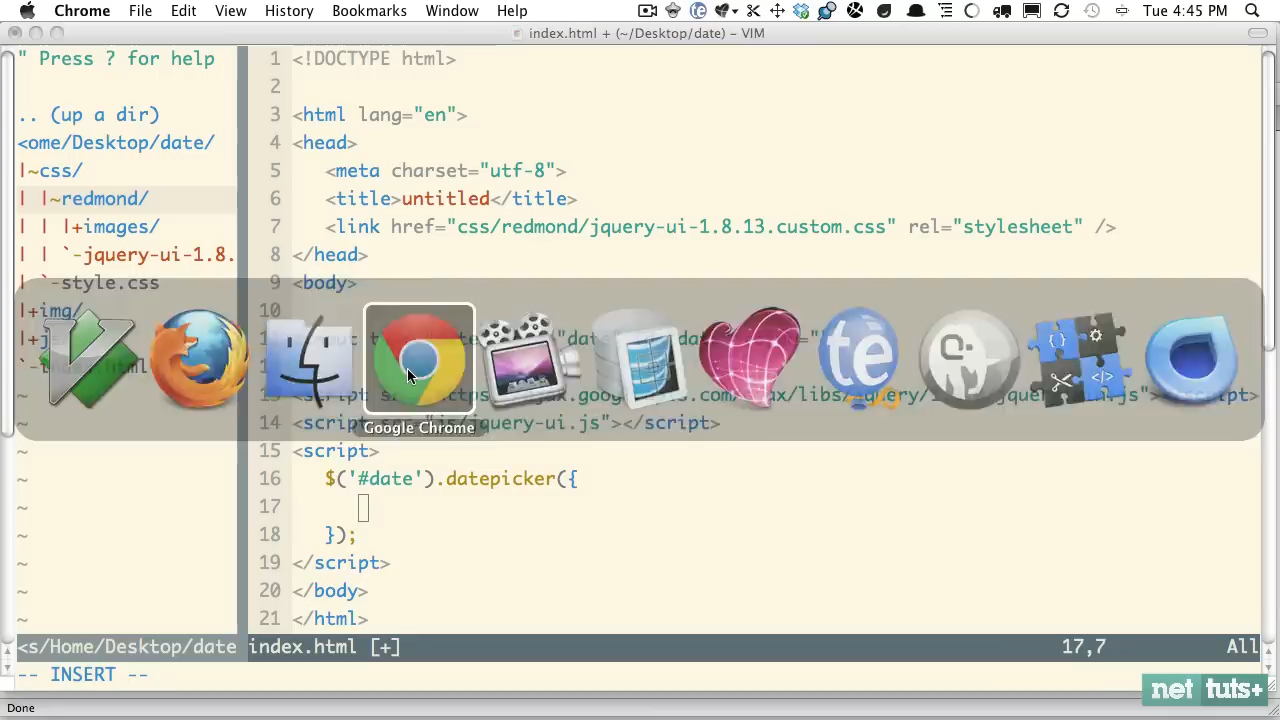 Chrome File Edit View History Bookmarks Window Help Tue 4:45 PM
index.html + (~/Desktop/date) – VIM
" Press ? for help
.. (up a dir)
<ome/Desktop/date/
|~css/
| |~redmond/
| | |+images/
| | `-jquery-ui-1.8.
| `-style.css
|+img/
~
~
~
~
~
~
~
~
1 <!DOCTYPE html>
2
3 <html lang="en">
4 <head>
5 <meta charset="utf-8">
6 <title>untitled</title>
7 <link href="css/redmond/jquery-ui-1.8.13.custom.css" rel="stylesheet" />
8 </head>
9 <body>
10
14 <script src="js/jquery-ui.js"></script>
15 <script>
16 $('#date').datepicker({
17
18 });
19 </script>
20 </body>
21 </html>
Google Chrome
te
<s/Home/Desktop/date index.html [+] 17,7 All
-- INSERT --
net tuts+
Done